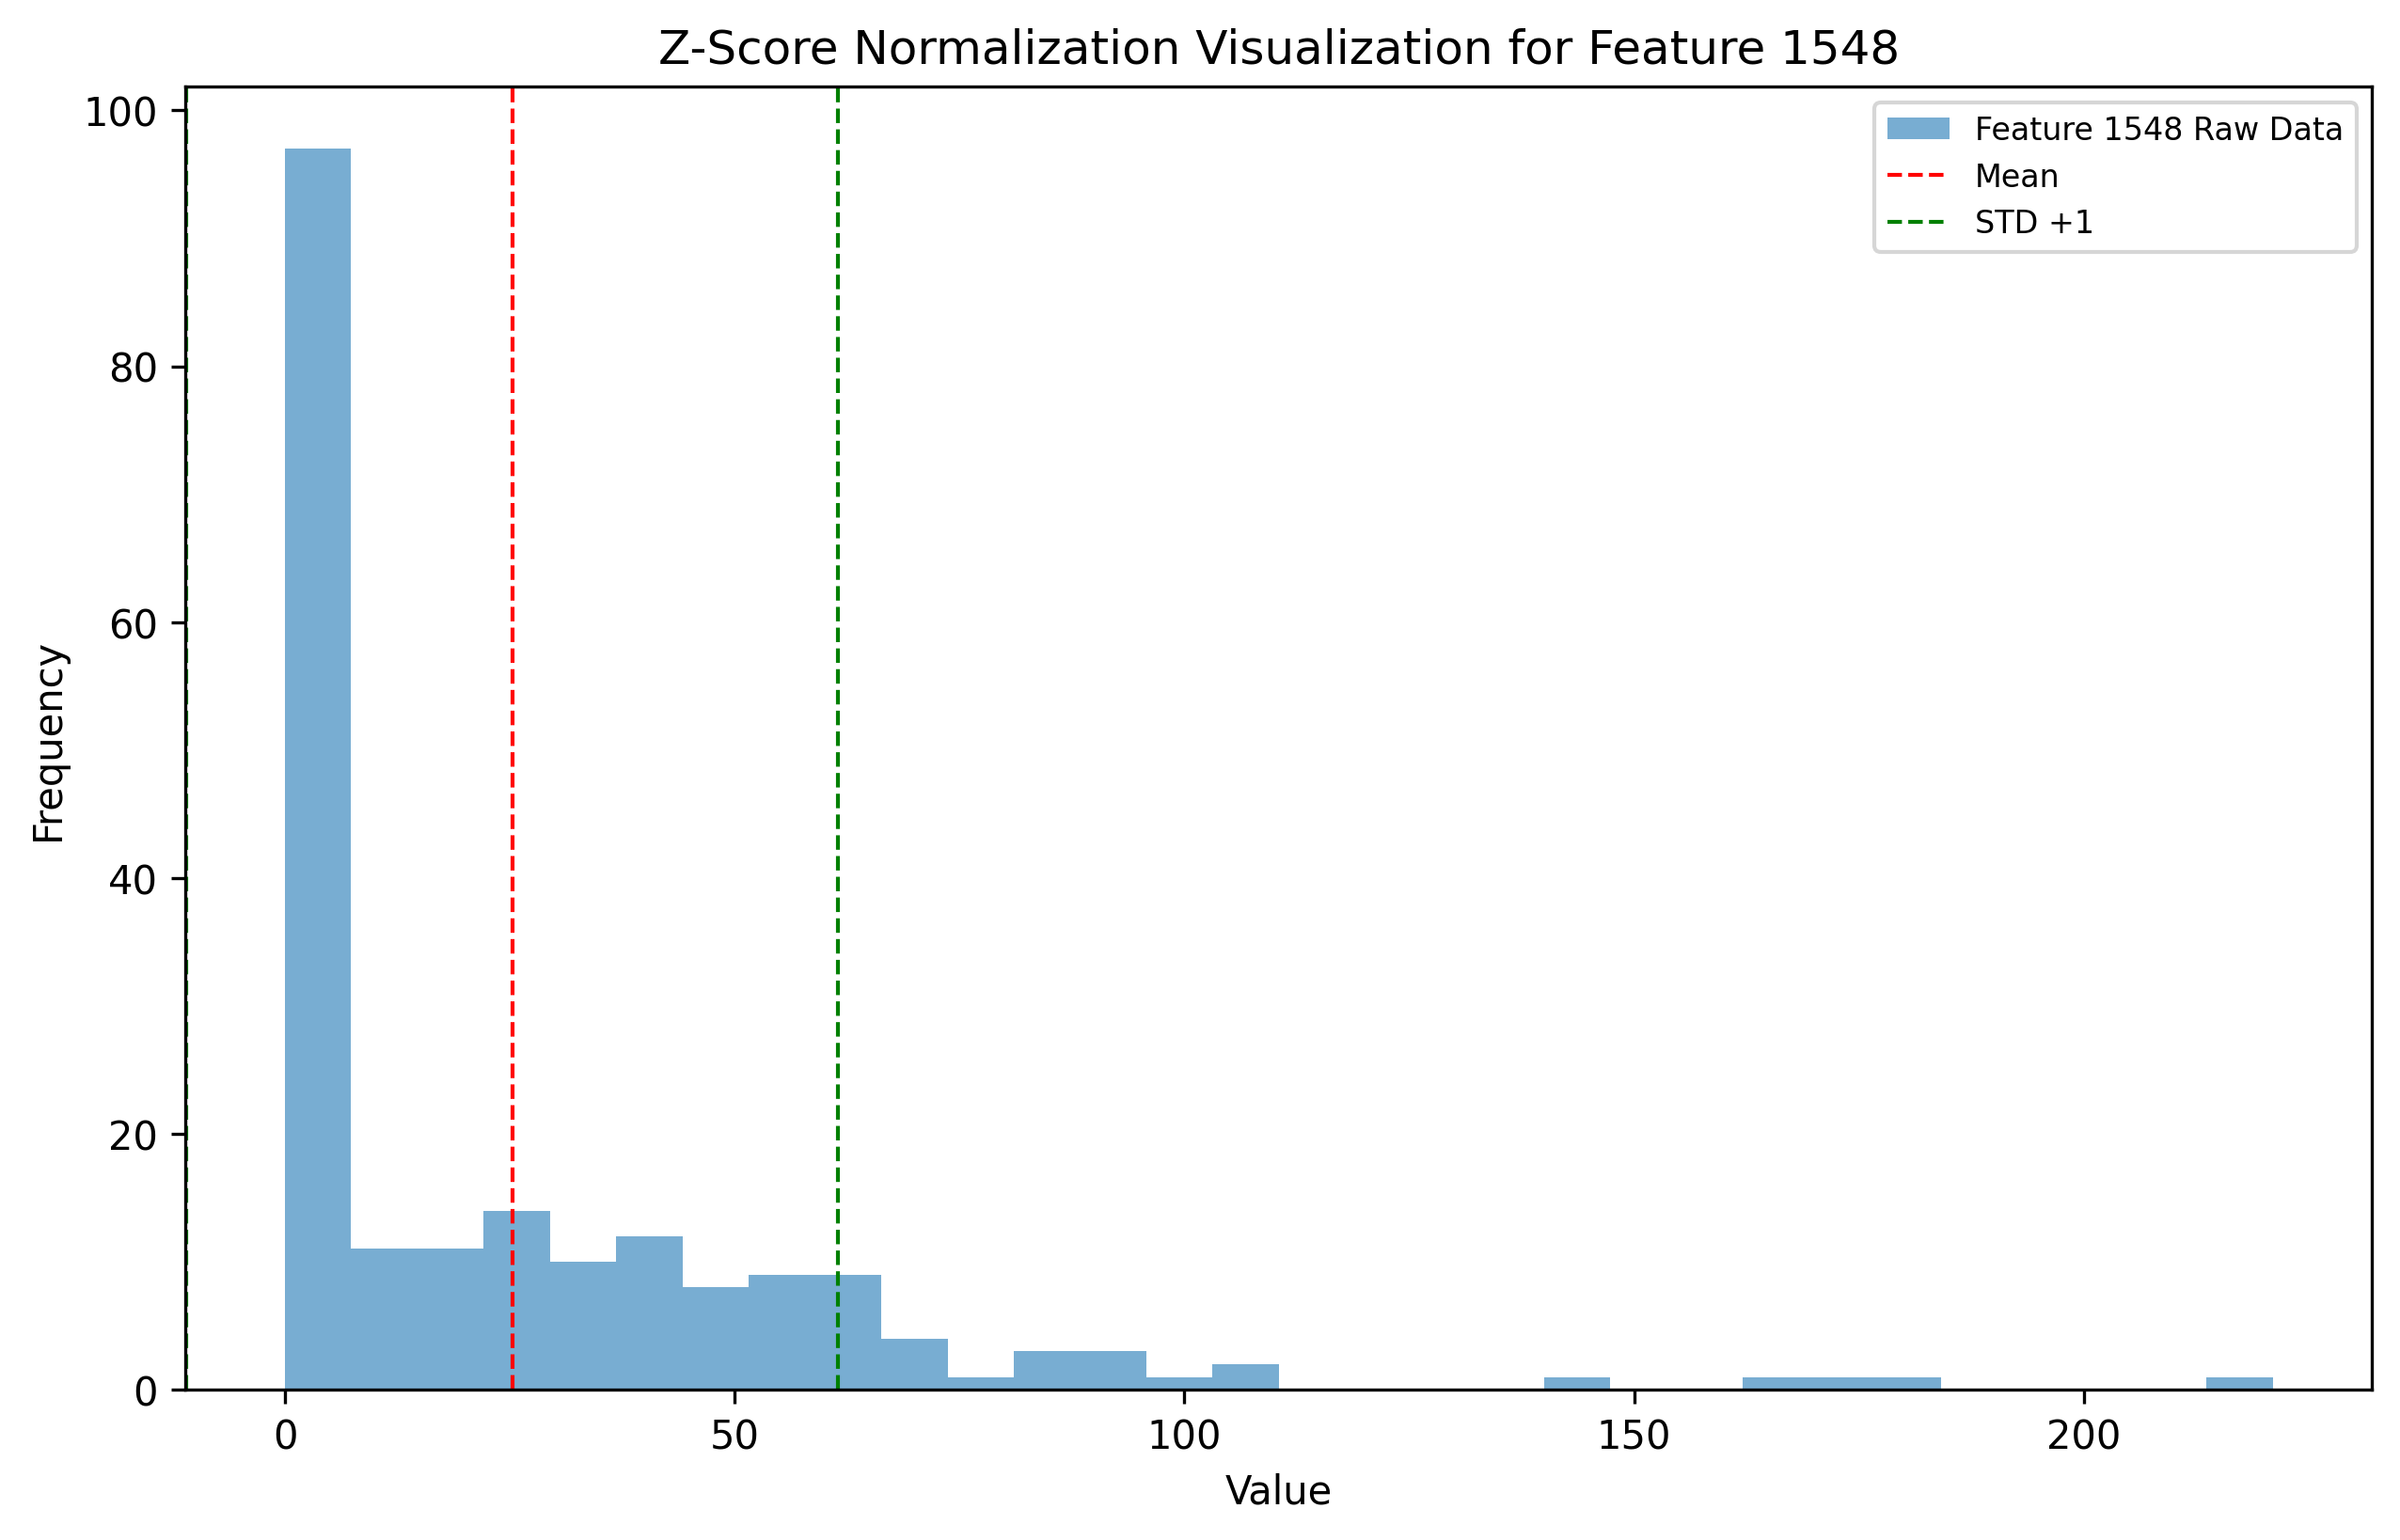 Z-Score Normalization Visualization for Feature 1548
Feature 1548 Raw Data
Mean
STD +1
100
80
60
40
20
0
Frequency
0 50 100 150 200
Value